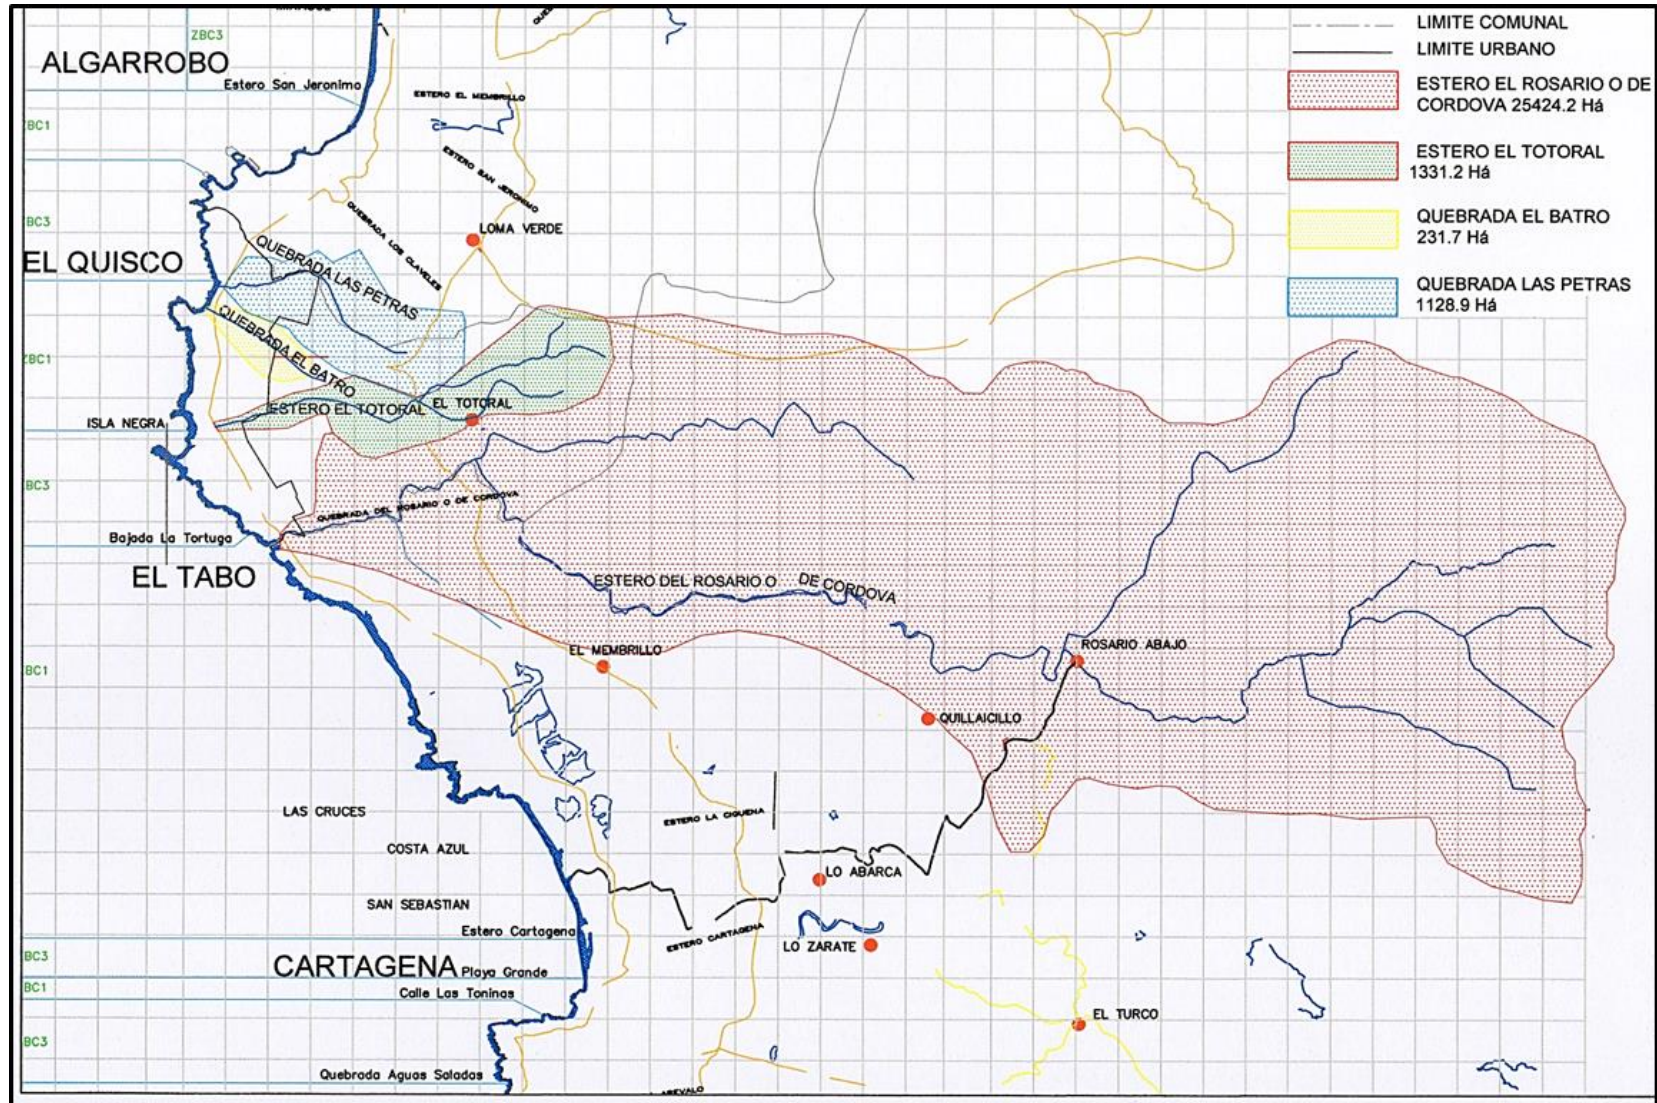 ZBC3
ALGARROBO
Estero San Jeronimo
ESTERO EL MEMBRILLO
LIMITE COMUNAL
LIMITE URBANO
ESTERO EL ROSARIO O DE
CORDOVA 25424.2 Há
ESTERO EL TOTORAL
1331.2 Há
QUEBRADA EL BATRO
231.7 Há
QUEBRADA LAS PETRAS
1128.9 Há
BC1
ESTERO SAN JERONIMO
QUEBRADA LOS CLAVELES
BC3
LOMA VERDE
EL QUISCO
QUEBRADA LAS PETRAS
QUEBRADA EL BATRO
ZBC1
ESTERO EL TOTORAL
EL TOTORAL
ISLA NEGRA
BC3
QUEBRADA DEL ROSARIO O DE CORDOVA
Bajada La Tortuga
EL TABO
ESTERO DEL ROSARIO O DE CORDOVA
EL MEMBRILLO
ROSARIO ABAJO
BC1
QUILLAICILLO
LAS CRUCES
ESTERO LA CIGUENA
COSTA AZUL
LO ABARCA
SAN SEBASTIAN
Estero Cartagena
ESTERO CARTAGENA
LO ZARATE
BC3
CARTAGENA
Playa Grande
BC1
Calle Las Toninas
EL TURCO
BC3
Quebrada Aguas Saladas